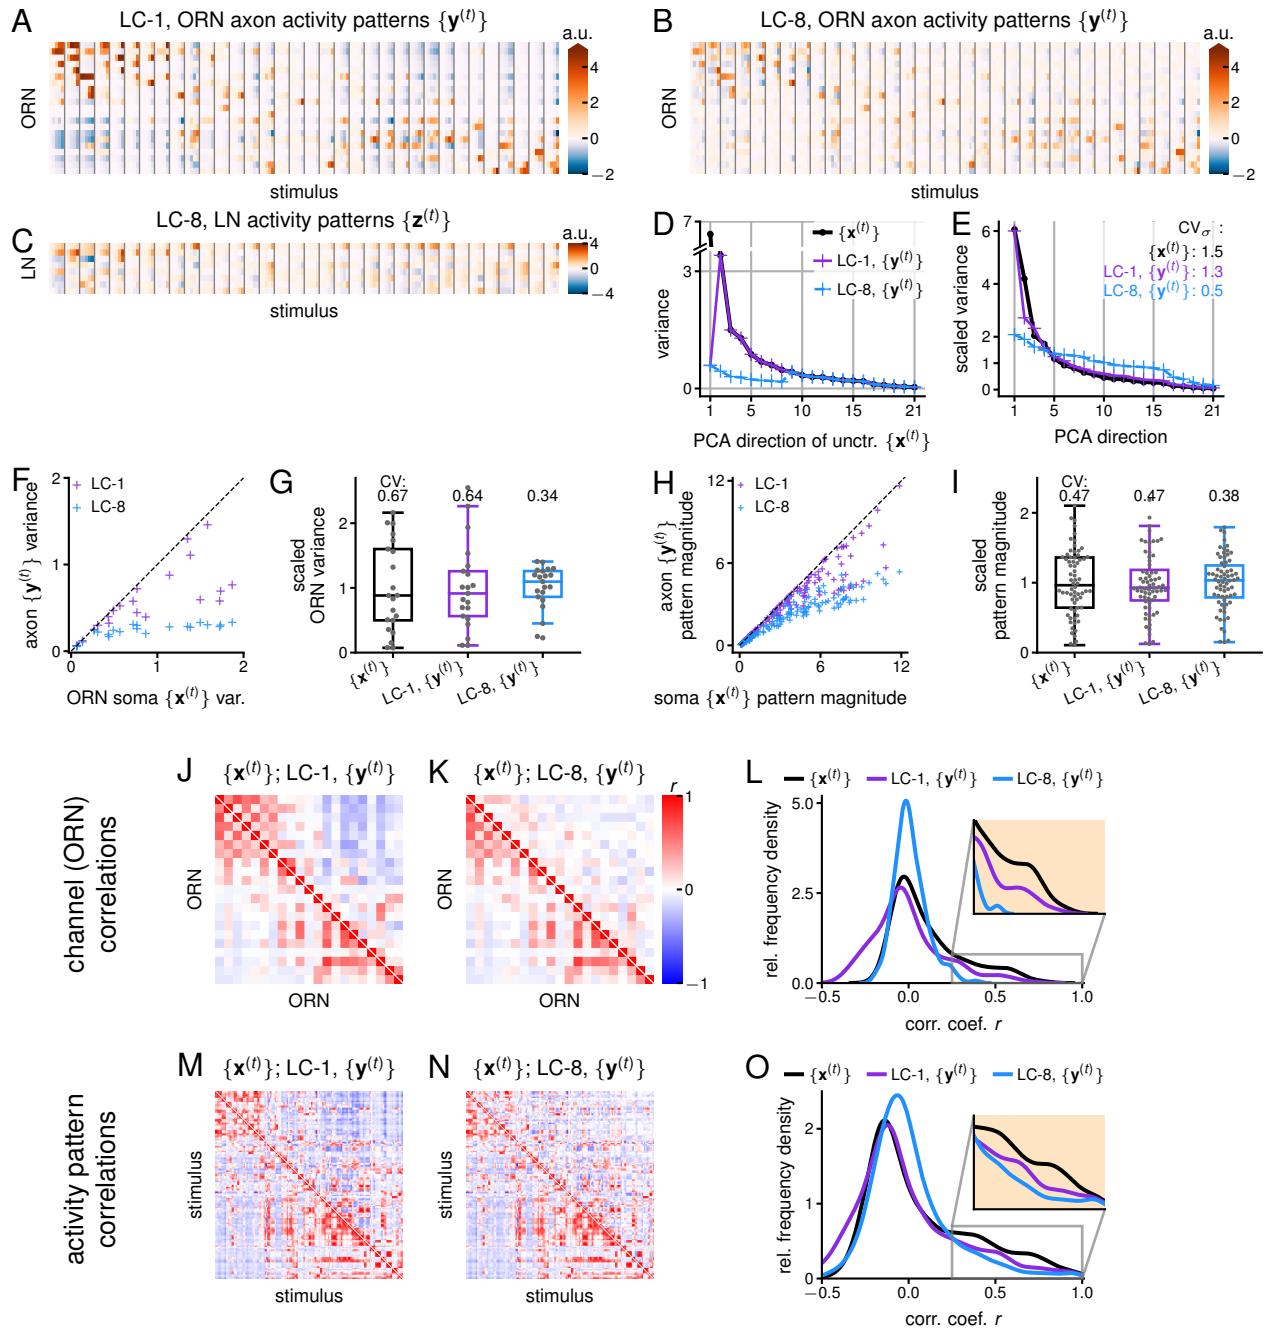 A LC-1, ORN axon activity patterns {y^(t)}
a.u.
4
2
0
−2
ORN
stimulus
B LC-8, ORN axon activity patterns {y^(t)}
a.u.
4
2
0
−2
ORN
stimulus
C LC-8, LN activity patterns {z^(t)}
a.u.
4
0
−4
LN
stimulus
D
7
3
0
variance
{x^(t)}
LC-1, {y^(t)}
LC-8, {y^(t)}
1 5 10 15 21
PCA direction of unctr. {x^(t)}
E
6
4
2
1
0
scaled variance
CVσ :
{x^(t)}: 1.5
LC-1, {y^(t)}: 1.3
LC-8, {y^(t)}: 0.5
1 5 10 15 21
PCA direction
F
2
1
0
axon {y^(t)} variance
LC-1
LC-8
0 1 2
ORN soma {x^(t)} var.
G
2
1
0
scaled
ORN variance
CV:
0.67 0.64 0.34
{x^(t)}
LC-1, {y^(t)}
LC-8, {y^(t)}
H
12
6
0
axon {y^(t)}
pattern magnitude
LC-1
LC-8
0 6 12
soma {x^(t)} pattern magnitude
I
2
1
0
scaled
pattern magnitude
CV:
0.47 0.47 0.38
{x^(t)}
LC-1, {y^(t)}
LC-8, {y^(t)}
channel (ORN)
correlations
J {x^(t)}; LC-1, {y^(t)}
ORN
ORN
K {x^(t)}; LC-8, {y^(t)}
r
1
0
−1
ORN
ORN
L
{x^(t)} LC-1, {y^(t)} LC-8, {y^(t)}
5.0
2.5
0.0
rel. frequency density
−0.5 0.0 0.5 1.0
corr. coef. r
activity pattern
correlations
M {x^(t)}; LC-1, {y^(t)}
stimulus
stimulus
N {x^(t)}; LC-8, {y^(t)}
stimulus
stimulus
O
{x^(t)} LC-1, {y^(t)} LC-8, {y^(t)}
2
1
0
rel. frequency density
−0.5 0.0 0.5 1.0
corr. coef. r